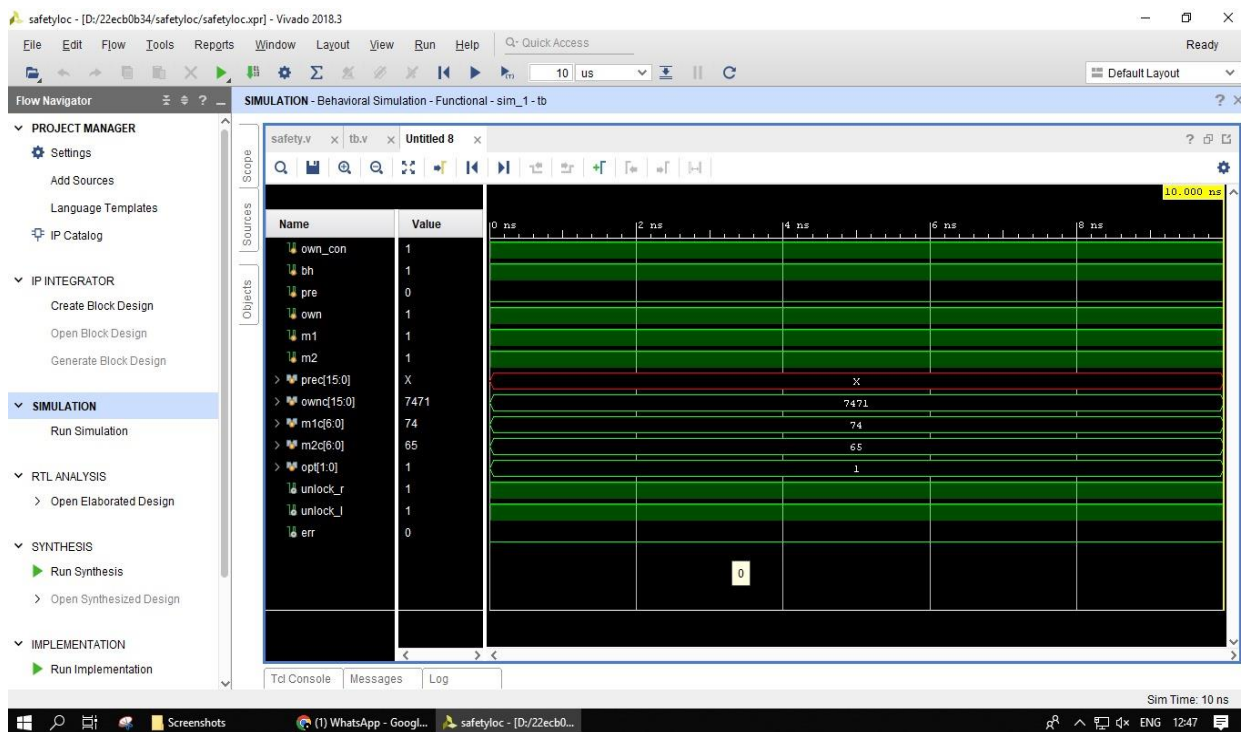 safetyloc - [D:/22ecb0b34/safetyloc/safetyloc.xpr] - Vivado 2018.3
File Edit Flow Tools Reports Window Layout View Run Help Q- Quick Access Ready
10 us Default Layout
Flow Navigator ? SIMULATION - Behavioral Simulation - Functional - sim_1 - tb ?
PROJECT MANAGER
Settings
Add Sources
Language Templates
IP Catalog
IP INTEGRATOR
Create Block Design
Open Block Design
Generate Block Design
SIMULATION
Run Simulation
RTL ANALYSIS
Open Elaborated Design
SYNTHESIS
Run Synthesis
Open Synthesized Design
IMPLEMENTATION
Run Implementation
Scope
Sources
Objects
safety.v tb.v Untitled 8 ?
10.000 ns
Name Value 0 ns 2 ns 4 ns 6 ns 8 ns
own_con 1
bh 1
pre 0
own 1
m1 1
m2 1
prec[15:0] X X
ownc[15:0] 7471 7471
m1c[6:0] 74 74
m2c[6:0] 65 65
opt[1:0] 1 1
unlock_r 1
unlock_l 1
err 0
0
Tcl Console Messages Log
Sim Time: 10 ns
Screenshots (1) WhatsApp - Googl... safetyloc - [D:/22ecb0... ENG 12:47